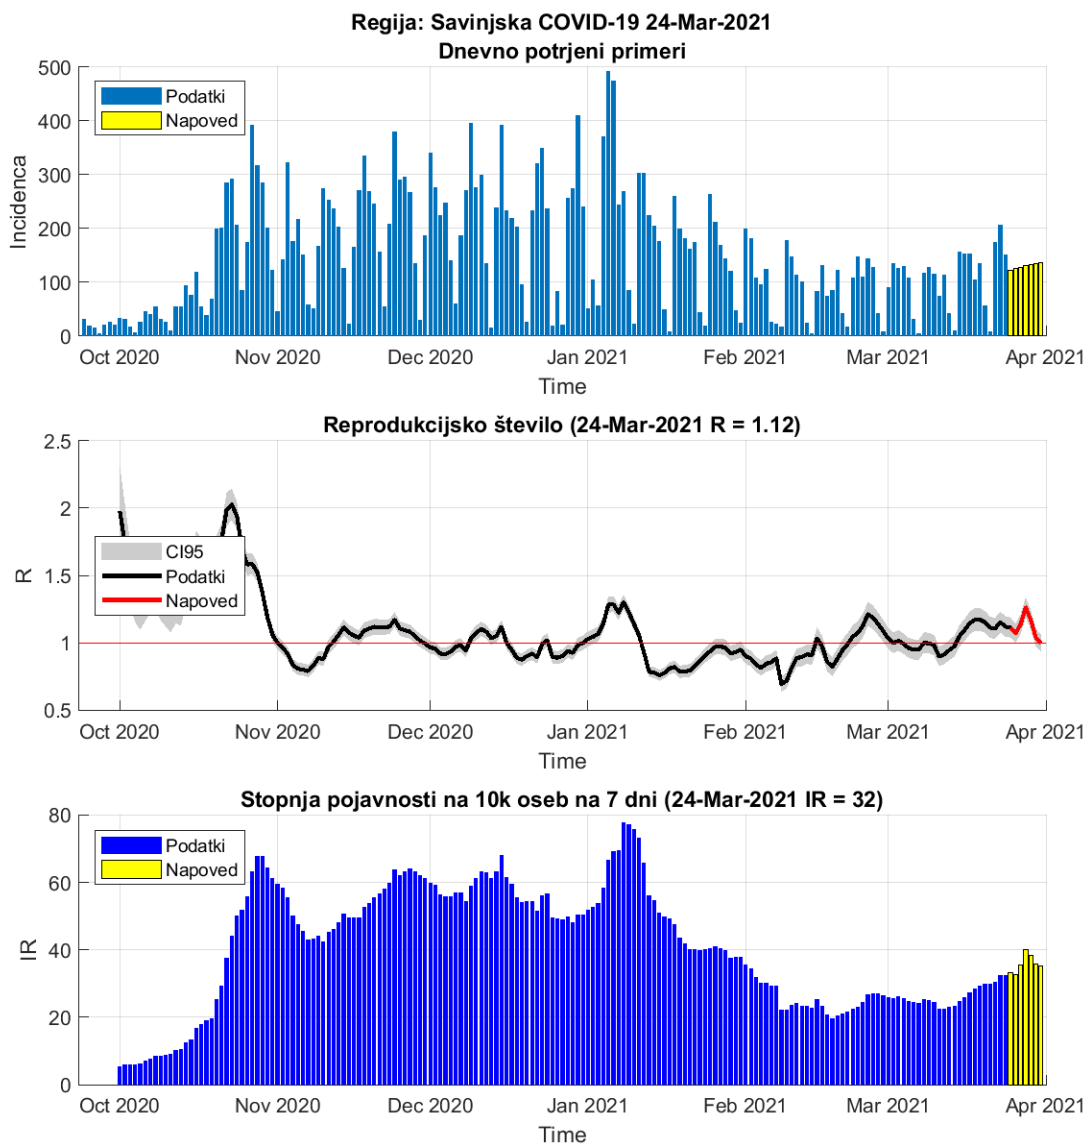 Regija: Savinjska COVID-19 24-Mar-2021
Dnevno potrjeni primeri
500
400
300
200
100
0
Incidenca
Podatki
Napoved
Oct 2020 Nov 2020 Dec 2020 Jan 2021 Feb 2021 Mar 2021 Apr 2021
Time
Reprodukcijsko število (24-Mar-2021 R = 1.12)
2.5
2
1.5
1
0.5
R
CI95
Podatki
Napoved
Oct 2020 Nov 2020 Dec 2020 Jan 2021 Feb 2021 Mar 2021 Apr 2021
Time
Stopnja pojavnosti na 10k oseb na 7 dni (24-Mar-2021 IR = 32)
80
60
40
20
0
IR
Podatki
Napoved
Oct 2020 Nov 2020 Dec 2020 Jan 2021 Feb 2021 Mar 2021 Apr 2021
Time